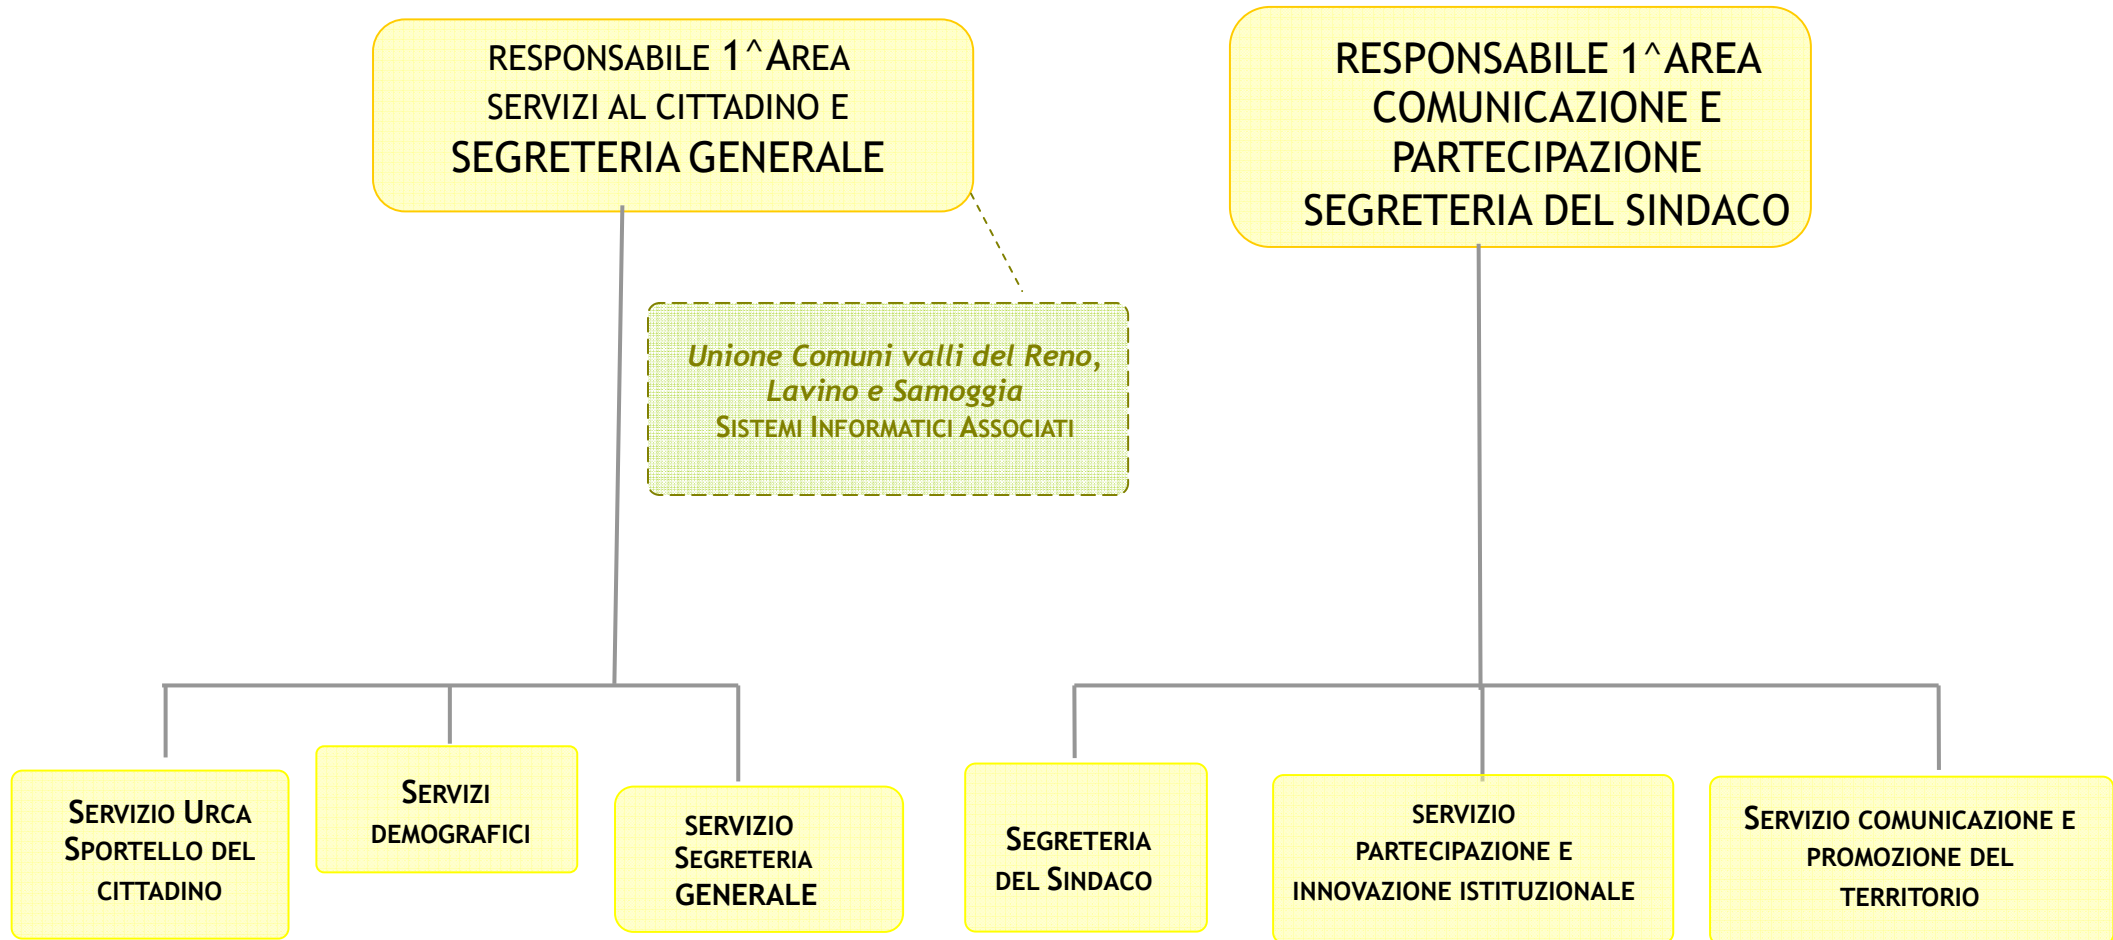 RESPONSABILE 1^AREA
SERVIZI AL CITTADINO E
SEGRETERIA GENERALE
RESPONSABILE 1^AREA
COMUNICAZIONE E
PARTECIPAZIONE
SEGRETERIA DEL SINDACO
Unione Comuni valli del Reno,
Lavino e Samoggia
SISTEMI INFORMATICI ASSOCIATI
SERVIZIO URCA
SPORTELLO DEL
CITTADINO
SERVIZI
DEMOGRAFICI
SERVIZIO
SEGRETERIA
GENERALE
SEGRETERIA
DEL SINDACO
SERVIZIO
PARTECIPAZIONE E
INNOVAZIONE ISTITUZIONALE
SERVIZIO COMUNICAZIONE E
PROMOZIONE DEL
TERRITORIO